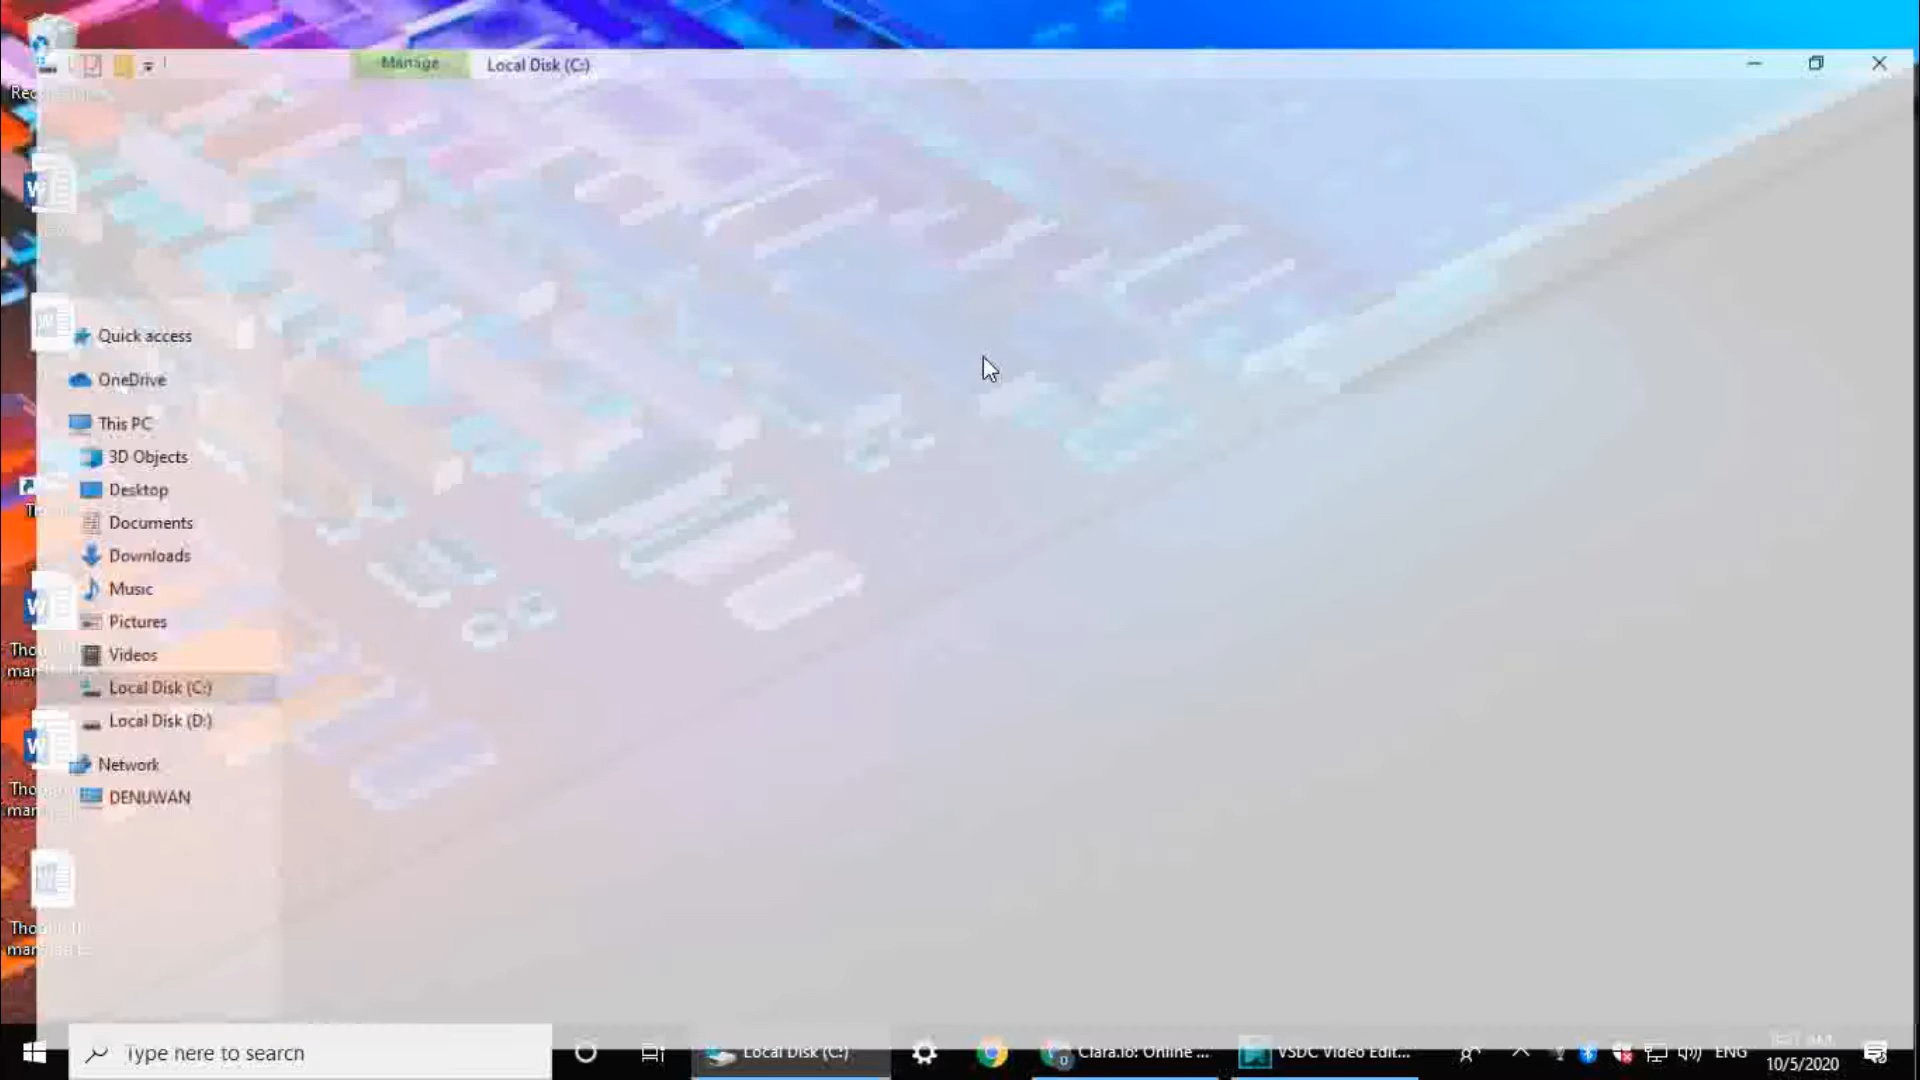 Manage
Local Disk (C:)
Quick access
OneDrive
This PC
3D Objects
Desktop
Documents
Downloads
Music
Pictures
Videos
Local Disk (C:)
Local Disk (D:)
Network
DENUWAN
Type here to search
Local Disk (C:)
Clara.io: Online ...
VSDC Video Edit...
ENG
10/5/2020